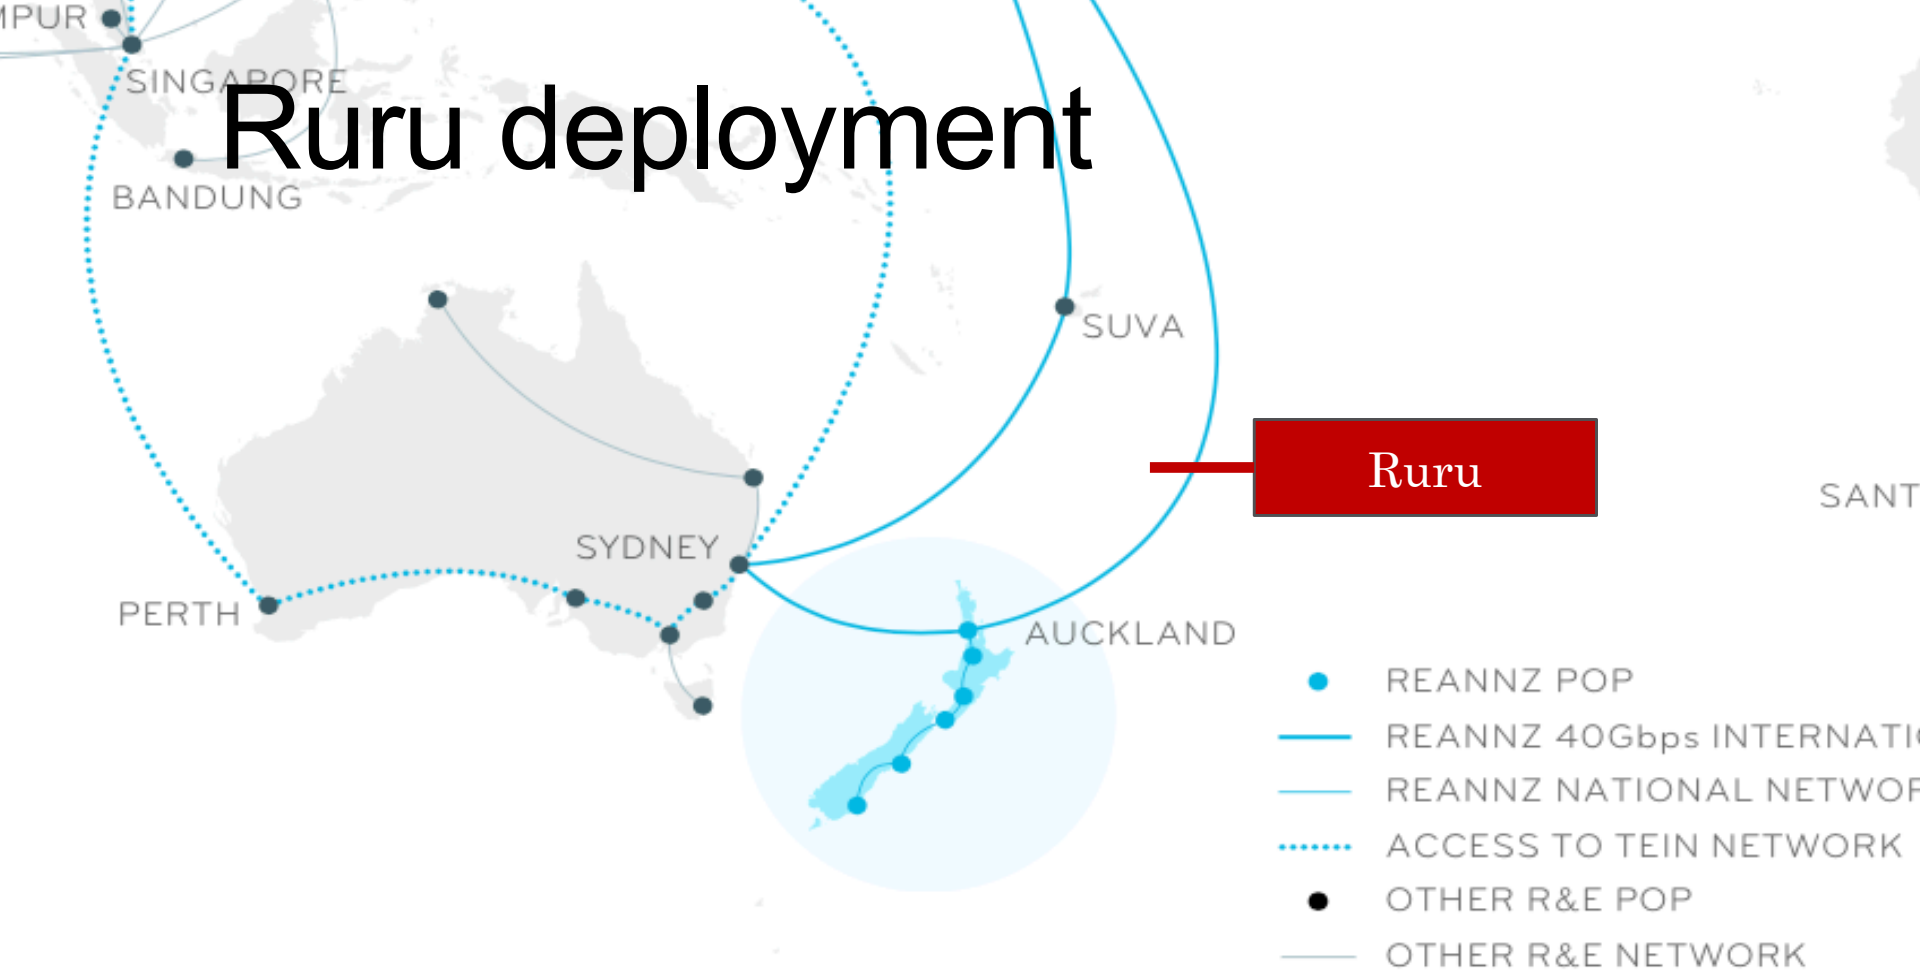 MPUR
SINGAPORE
Ruru deployment
BANDUNG
SUVA
Ruru
SANT
SYDNEY
PERTH
AUCKLAND
REANNZ POP
REANNZ 40Gbps INTERNATIO
REANNZ NATIONAL NETWOR
ACCESS TO TEIN NETWORK
OTHER R&E POP
OTHER R&E NETWORK